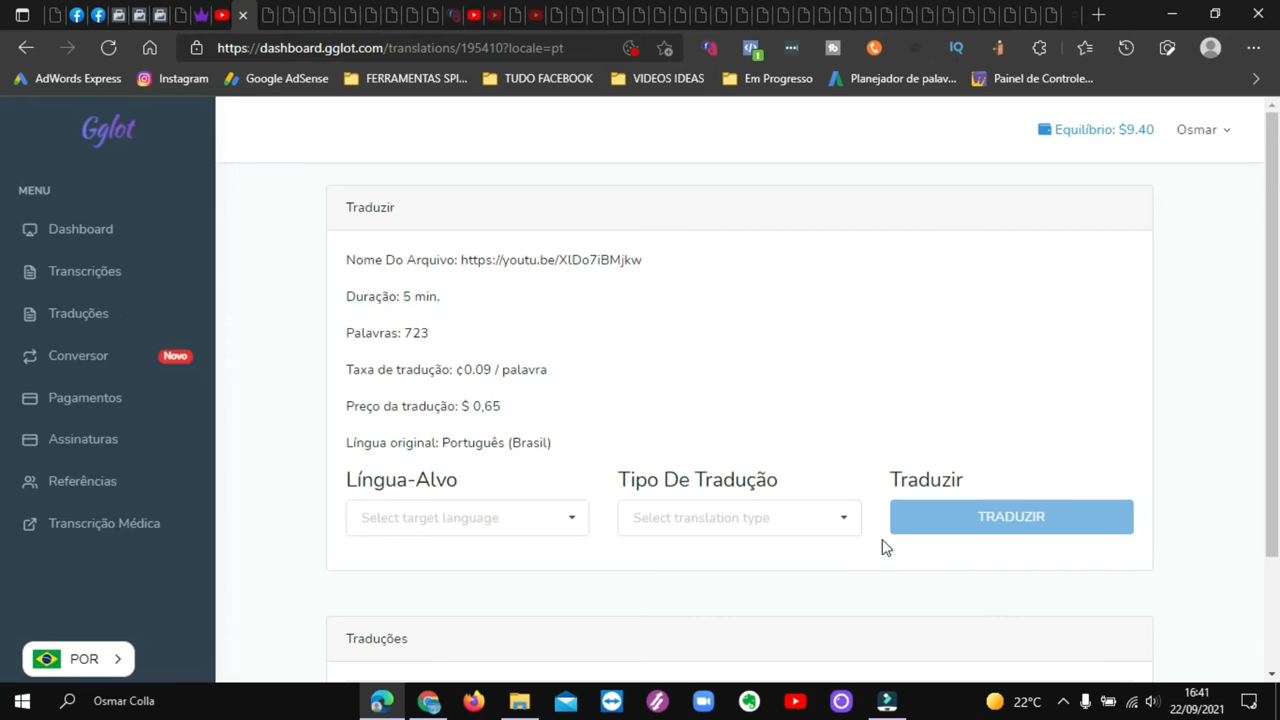 https://dashboard.gglot.com/translations/195410?locale=pt
1
IQ
AdWords Express
Instagram
Google AdSense
FERRAMENTAS SPI...
TUDO FACEBOOK
VIDEOS IDEAS
Em Progresso
Planejador de palav...
Painel de Controle...
Gglot
Equilíbrio: $9.40
Osmar
MENU
Dashboard
Transcrições
Traduções
Conversor
Novo
Pagamentos
Assinaturas
Referências
Transcrição Médica
POR
Traduzir
Nome Do Arquivo: https://youtu.be/XlDo7iBMjkw
Duração: 5 min.
Palavras: 723
Taxa de tradução: ¢0.09 / palavra
Preço da tradução: $ 0,65
Língua original: Português (Brasil)
Língua-Alvo
Tipo De Tradução
Traduzir
Select target language
Select translation type
TRADUZIR
Traduções
Osmar Colla
22°C
16:41
22/09/2021